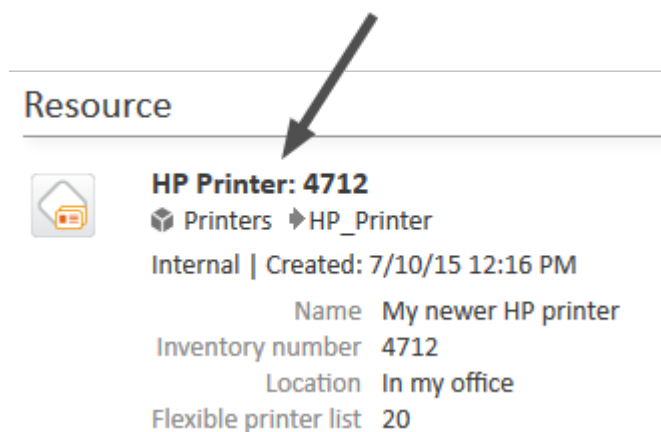 Resource
HP Printer: 4712
Printers HP_Printer
Internal | Created: 7/10/15 12:16 PM
Name My newer HP printer
Inventory number 4712
Location In my office
Flexible printer list 20